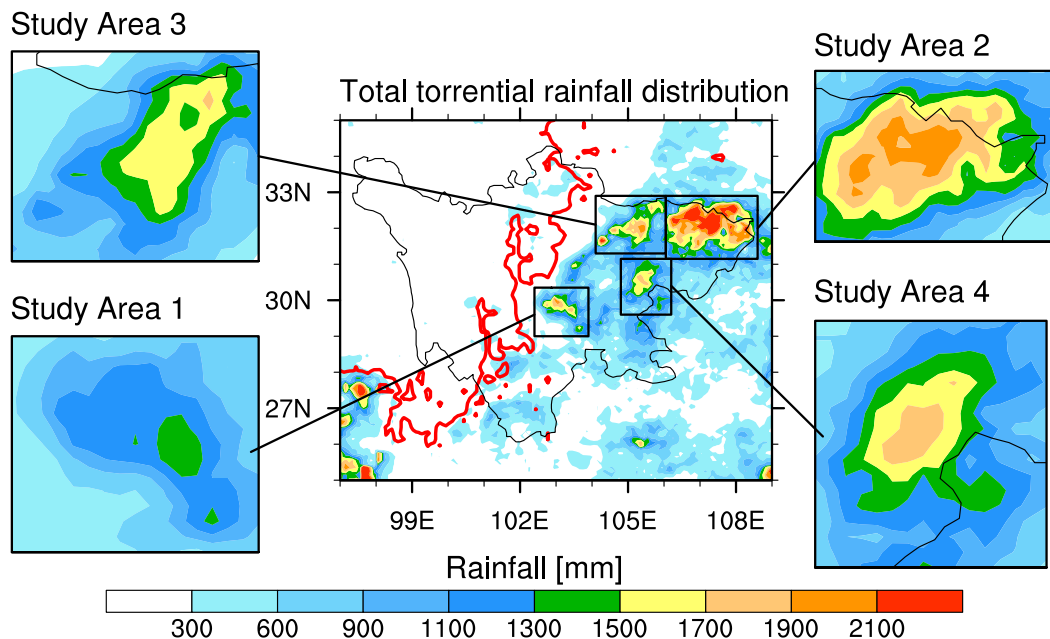 Study Area 3
Study Area 2
Total torrential rainfall distribution
33N
30N
27N
Study Area 1
Study Area 4
99E 102E 105E 108E
Rainfall [mm]
300 600 900 1100 1300 1500 1700 1900 2100